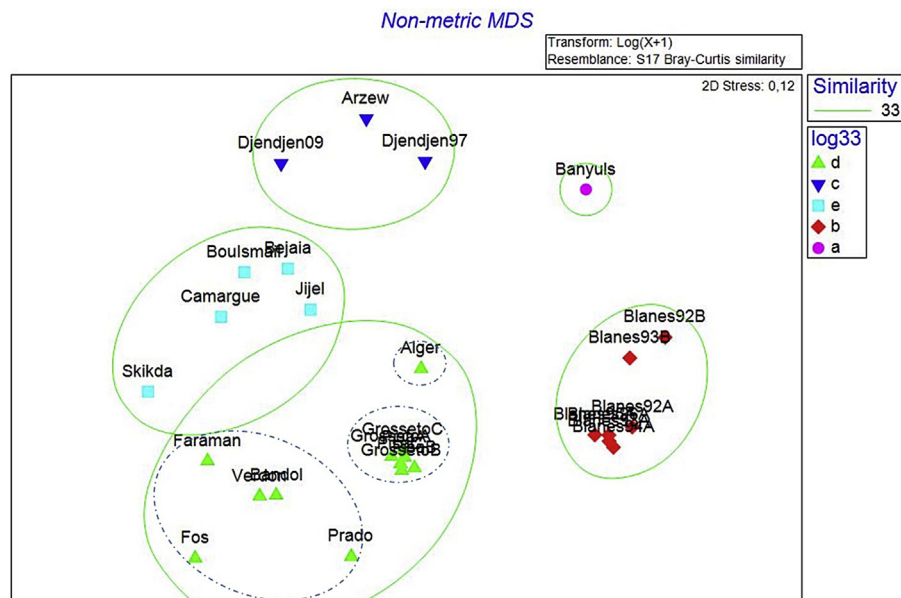 Non-metric MDS
Transform: Log(X+1)
Resemblance: S17 Bray-Curtis similarity
2D Stress: 0,12
Similarity
33
log33
d
c
e
b
a
Arzew
Djendjen09
Djendjen97
Banyuls
Boulsmail
Bejaia
Camargue
Jijel
Skikda
Blanes92B
Blanes93B
Alger
Blanes92A
GrossetoC
GrossetoB
Faraman
Verdon
Bandol
Fos
Prado